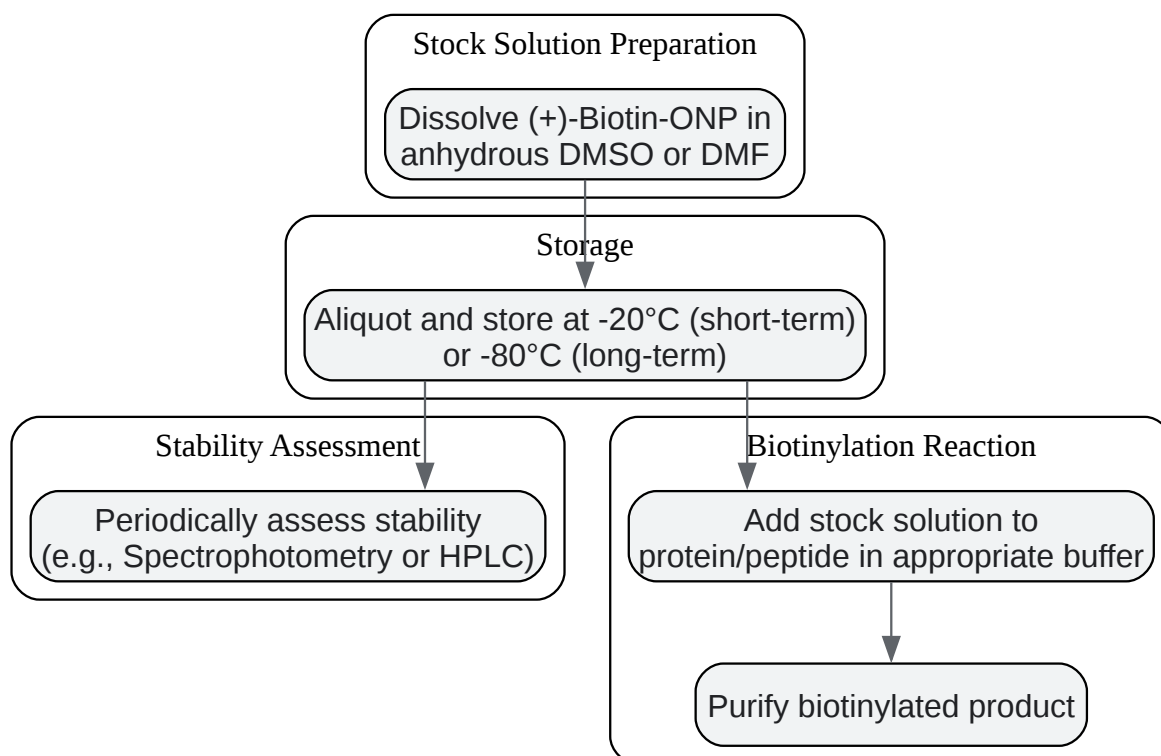 Stock Solution Preparation
Dissolve (+)-Biotin-ONP in
anhydrous DMSO or DMF
Storage
Aliquot and store at -20°C (short-term)
or -80°C (long-term)
Stability Assessment
Periodically assess stability
(e.g., Spectrophotometry or HPLC)
Biotinylation Reaction
Add stock solution to
protein/peptide in appropriate buffer
Purify biotinylated product